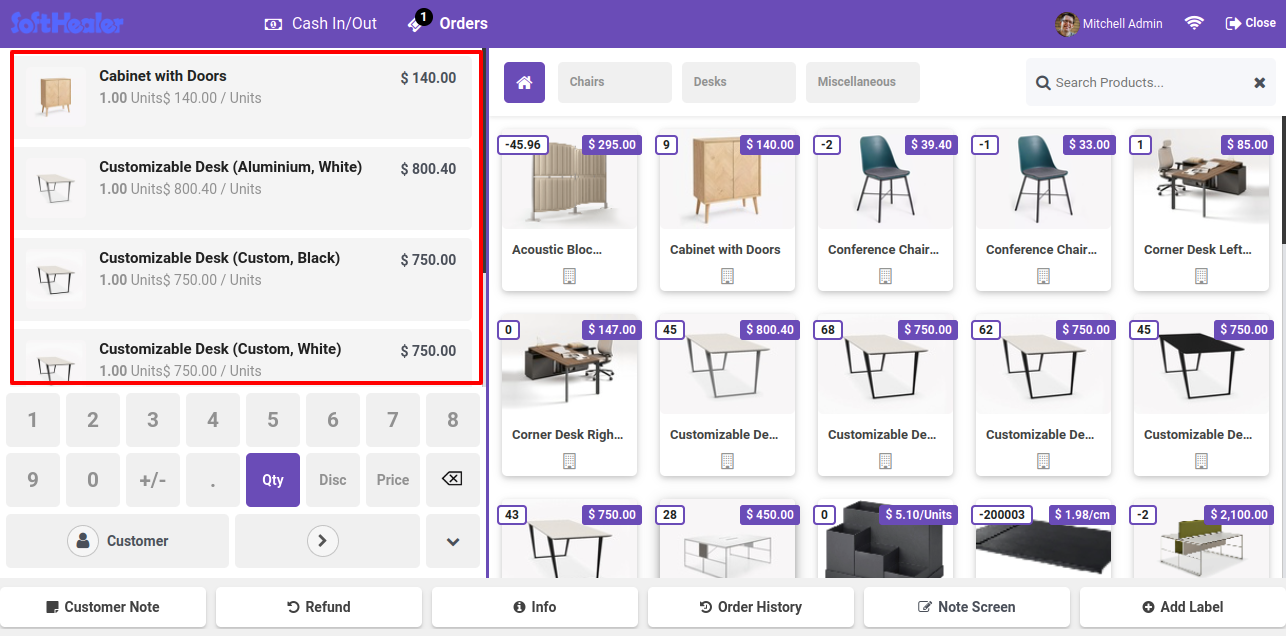 SoftHealer
Cash In/Out
1
Orders
Mitchell Admin
Close
Cabinet with Doors
$ 140.00
1.00 Units$ 140.00 / Units
Customizable Desk (Aluminium, White)
$ 800.40
1.00 Units$ 800.40 / Units
Customizable Desk (Custom, Black)
$ 750.00
1.00 Units$ 750.00 / Units
Customizable Desk (Custom, White)
$ 750.00
1.00 Units$ 750.00 / Units
1 2 3 4 5 6 7 8
9 0 +/- . Qty Disc Price
Customer
Chairs
Desks
Miscellaneous
Search Products...
-45.96 $ 295.00
Acoustic Bloc...
9 $ 140.00
Cabinet with Doors
-2 $ 39.40
Conference Chair...
-1 $ 33.00
Conference Chair...
1 $ 85.00
Corner Desk Left...
0 $ 147.00
Corner Desk Righ...
45 $ 800.40
Customizable De...
68 $ 750.00
Customizable De...
62 $ 750.00
Customizable De...
45 $ 750.00
Customizable De...
43 $ 750.00
28 $ 450.00
0 $ 5.10/Units
-200003 $ 1.98/cm
-2 $ 2,100.00
Customer Note
Refund
Info
Order History
Note Screen
Add Label